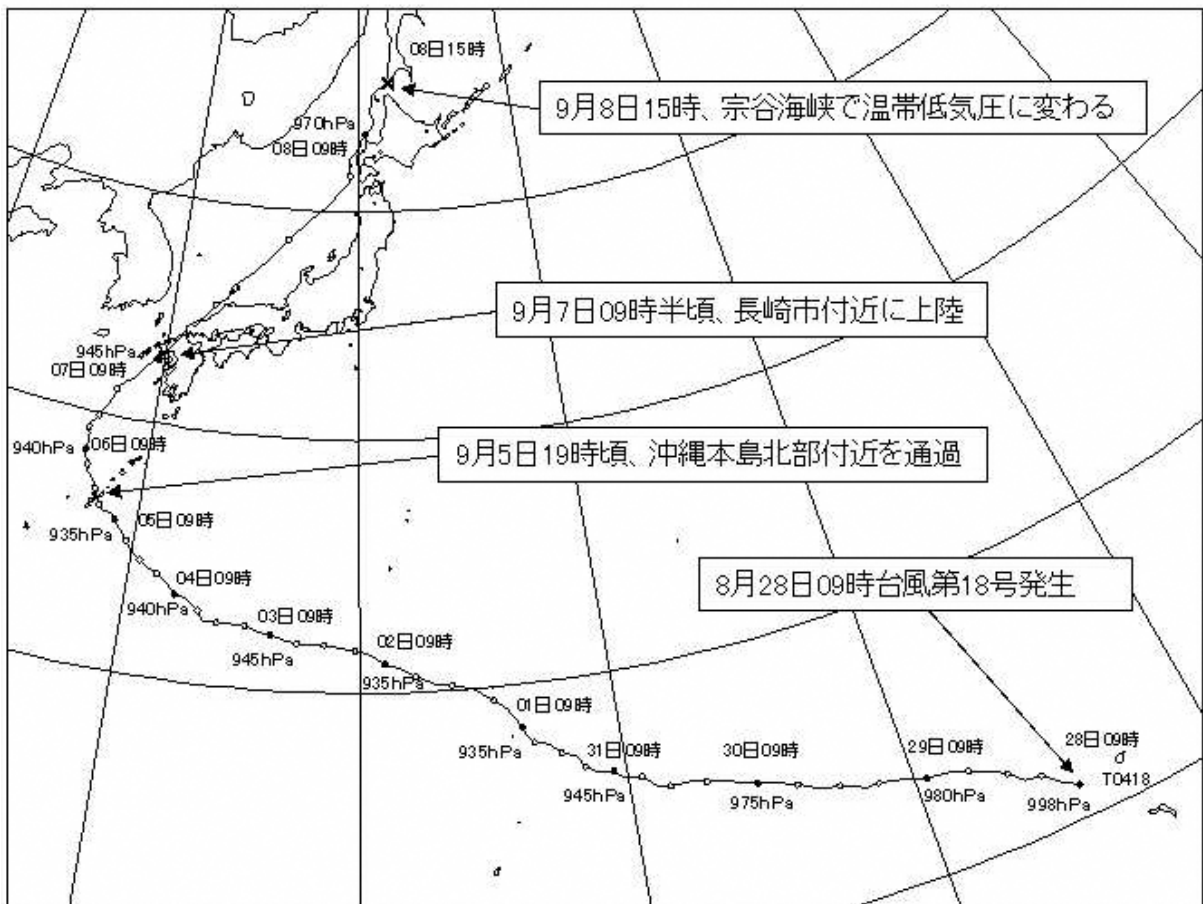 08日15時
9月8日15時、宗谷海峡で温帯低気圧に変わる
970hPa
08日09時
9月7日09時半頃、長崎市付近に上陸
945hPa
07日09時
940hPa
06日09時
9月5日19時頃、沖縄本島北部付近を通過
05日09時
935hPa
04日09時
940hPa
8月28日09時台風第18号発生
03日09時
945hPa
02日09時
935hPa
01日09時
935hPa
31日09時
945hPa
30日09時
975hPa
29日09時
980hPa
28日09時
T0418
998hPa